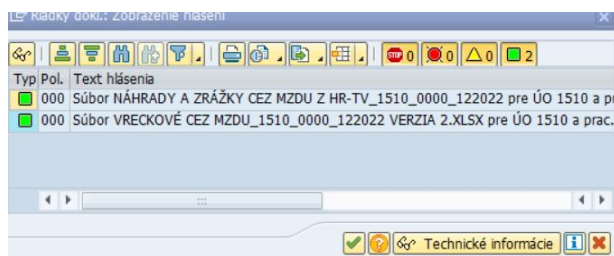 Riadky dokl.: Zobrazenie hlásení
0 0 0 2
Typ Pol. Text hlásenia
000 Súbor NÁHRADY A ZRÁŽKY CEZ MZDU Z HR-TV_1510_0000_122022 pre ÚO 1510 a
000 Súbor VRECKOVÉ CEZ MZDU_1510_0000_122022 VERZIA 2.XLSX pre ÚO 1510 a prac.
Technické informácie